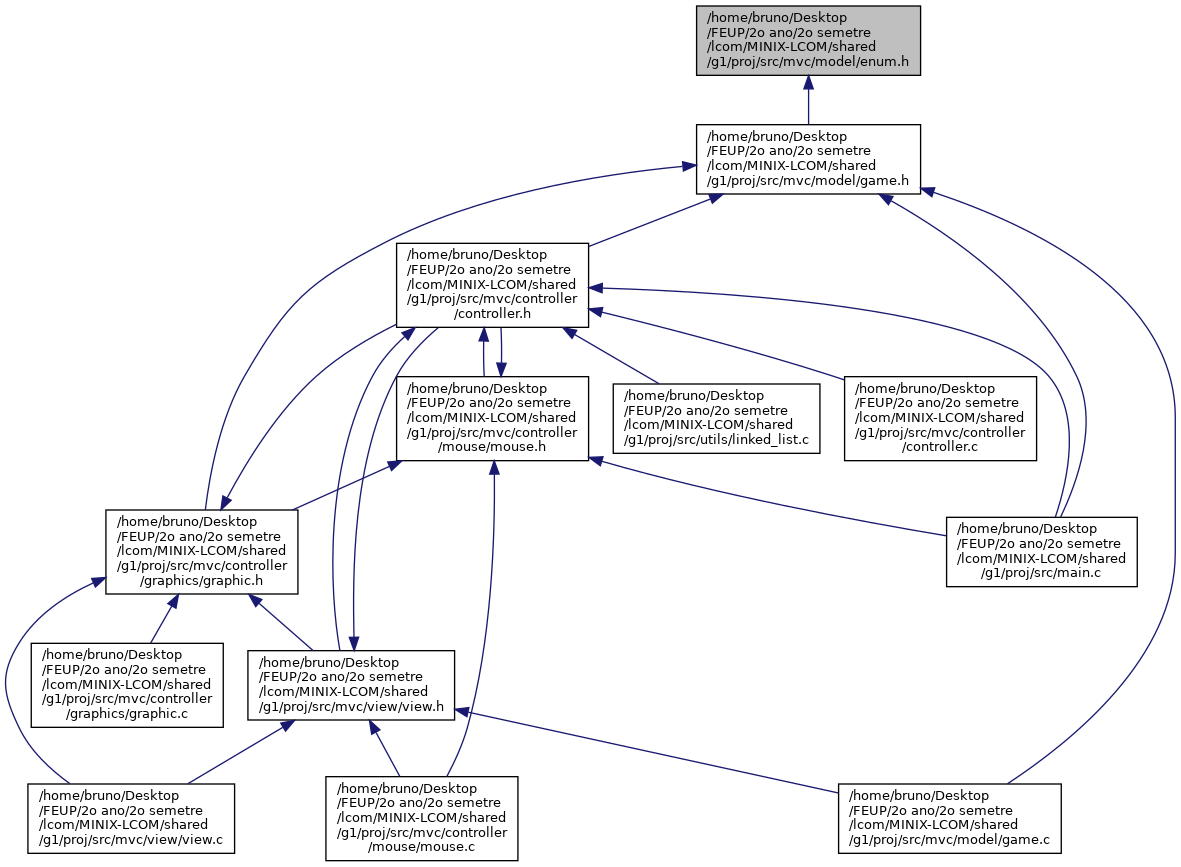 /home/bruno/Desktop
/FEUP/2o ano/2o semetre
/lcom/MINIX-LCOM/shared
/g1/proj/src/mvc/model/enum.h
/home/bruno/Desktop
/FEUP/2o ano/2o semetre
/lcom/MINIX-LCOM/shared
/g1/proj/src/mvc/model/game.h
/home/bruno/Desktop
/FEUP/2o ano/2o semetre
/lcom/MINIX-LCOM/shared
/g1/proj/src/mvc/controller
/controller.h
/home/bruno/Desktop
/FEUP/2o ano/2o semetre
/lcom/MINIX-LCOM/shared
/g1/proj/src/mvc/controller
/mouse/mouse.h
/home/bruno/Desktop
/FEUP/2o ano/2o semetre
/lcom/MINIX-LCOM/shared
/g1/proj/src/utils/linked_list.c
/home/bruno/Desktop
/FEUP/2o ano/2o semetre
/lcom/MINIX-LCOM/shared
/g1/proj/src/mvc/controller
/controller.c
/home/bruno/Desktop
/FEUP/2o ano/2o semetre
/lcom/MINIX-LCOM/shared
/g1/proj/src/mvc/controller
/graphics/graphic.h
/home/bruno/Desktop
/FEUP/2o ano/2o semetre
/lcom/MINIX-LCOM/shared
/g1/proj/src/main.c
/home/bruno/Desktop
/FEUP/2o ano/2o semetre
/lcom/MINIX-LCOM/shared
/g1/proj/src/mvc/controller
/graphics/graphic.c
/home/bruno/Desktop
/FEUP/2o ano/2o semetre
/lcom/MINIX-LCOM/shared
/g1/proj/src/mvc/view/view.h
/home/bruno/Desktop
/FEUP/2o ano/2o semetre
/lcom/MINIX-LCOM/shared
/g1/proj/src/mvc/view/view.c
/home/bruno/Desktop
/FEUP/2o ano/2o semetre
/lcom/MINIX-LCOM/shared
/g1/proj/src/mvc/controller
/mouse/mouse.c
/home/bruno/Desktop
/FEUP/2o ano/2o semetre
/lcom/MINIX-LCOM/shared
/g1/proj/src/mvc/model/game.c